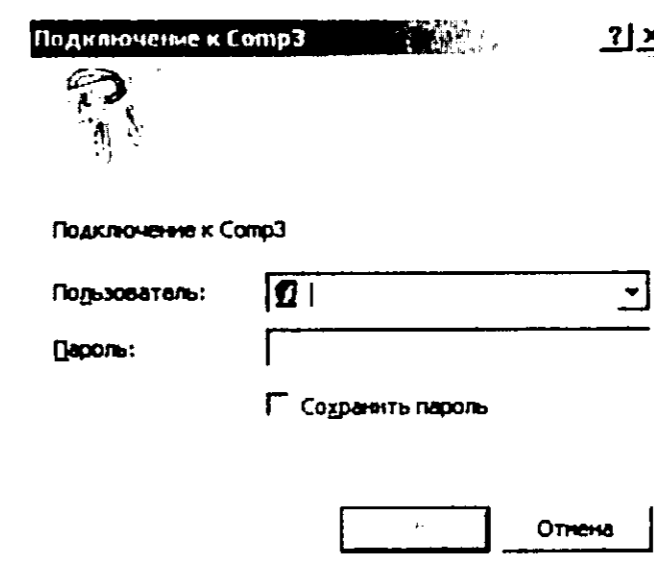 Подключение к Comp3 ? ×
Подключение к Comp3
Пользователь:
Пароль:
Сохранить пароль
Отмена